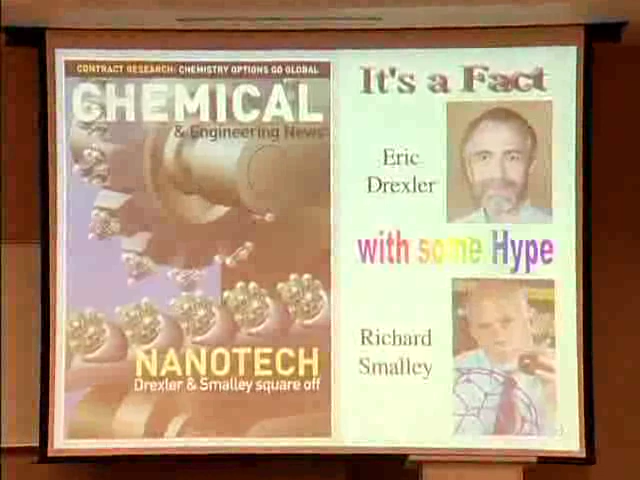 CONTRACT RESEARCH: CHEMISTRY OPTIONS GO GLOBAL
CHEMICAL
& Engineering News
NANOTECH
Drexler & Smalley square off
It's a Fact
Eric
Drexler
with some Hype
Richard
Smalley